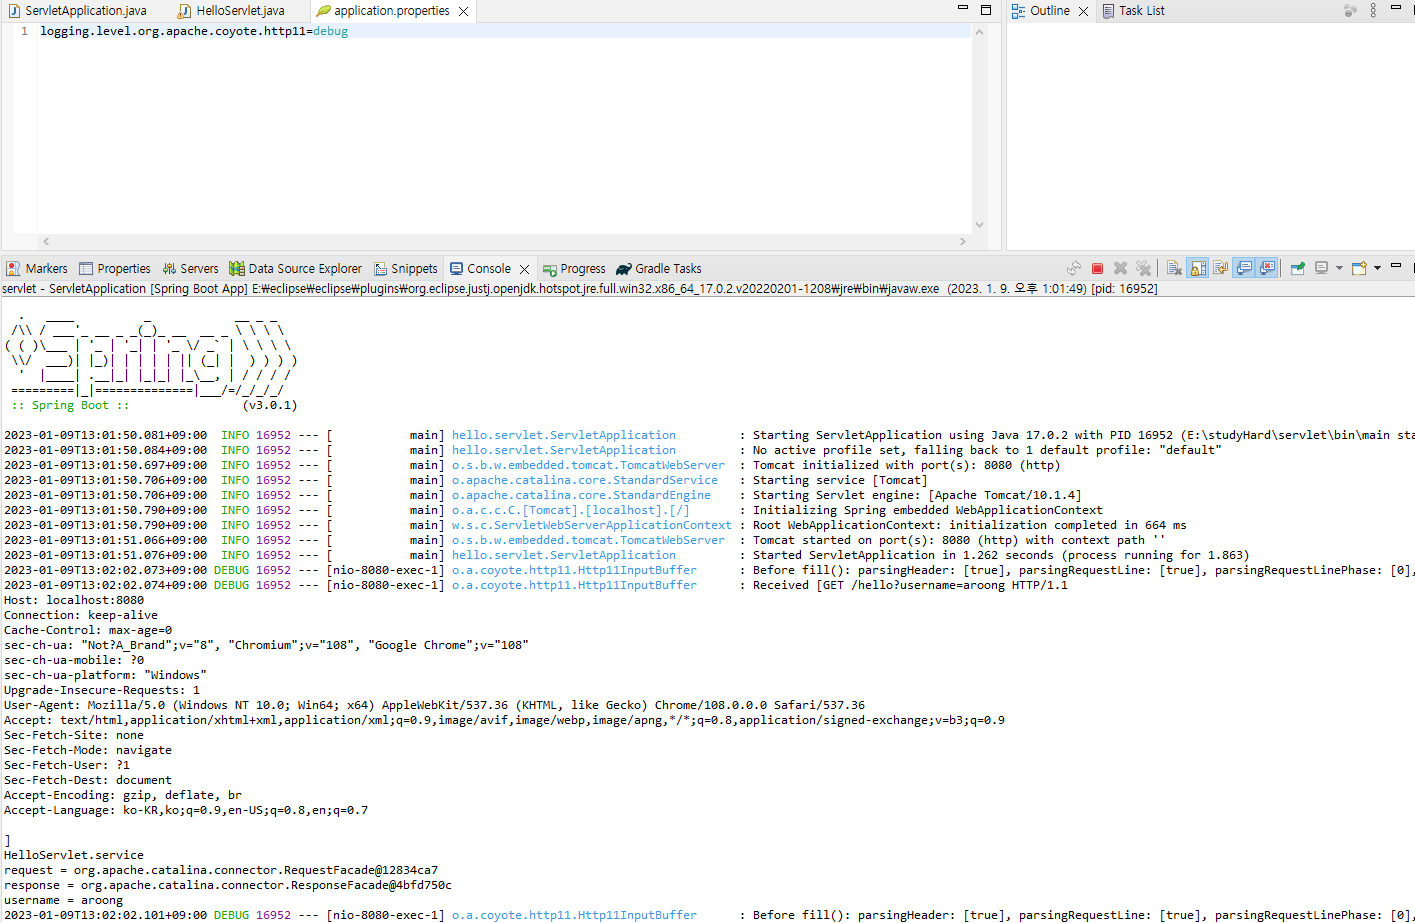 ServletApplication.java HelloServlet.java application.properties Outline Task List
1 logging.level.org.apache.coyote.http11=debug
Markers Properties Servers Data Source Explorer Snippets Console Progress Gradle Tasks
servlet - ServletApplication [Spring Boot App] E:₩eclipse₩eclipse₩plugins₩org.eclipse.justj.openjdk.hotspot.jre.full.win32.x86_64_17.0.2.v20220201-1208₩jre₩bin₩javaw.exe (2023. 1. 9. 오후 1:01:49) [pid: 16952]
  .   ____          _            __ _ _
 /\\ / ___'_ __ _ _(_)_ __  __ _ \ \ \ \
( ( )\___ | '_ | '_| | '_ \/ _` | \ \ \ \
 \\/  ___)| |_)| | | | | || (_| |  ) ) ) )
  '  |____| .__|_| |_|_| |_\__, | / / / /
 =========|_|==============|___/=/_/_/_/
 :: Spring Boot ::                (v3.0.1)
2023-01-09T13:01:50.081+09:00  INFO 16952 --- [           main] hello.servlet.ServletApplication         : Starting ServletApplication using Java 17.0.2 with PID 16952 (E:\studyHard\servlet\bin\main sta
2023-01-09T13:01:50.084+09:00  INFO 16952 --- [           main] hello.servlet.ServletApplication         : No active profile set, falling back to 1 default profile: "default"
2023-01-09T13:01:50.697+09:00  INFO 16952 --- [           main] o.s.b.w.embedded.tomcat.TomcatWebServer  : Tomcat initialized with port(s): 8080 (http)
2023-01-09T13:01:50.706+09:00  INFO 16952 --- [           main] o.apache.catalina.core.StandardService   : Starting service [Tomcat]
2023-01-09T13:01:50.706+09:00  INFO 16952 --- [           main] o.apache.catalina.core.StandardEngine    : Starting Servlet engine: [Apache Tomcat/10.1.4]
2023-01-09T13:01:50.790+09:00  INFO 16952 --- [           main] o.a.c.c.C.[Tomcat].[localhost].[/]       : Initializing Spring embedded WebApplicationContext
2023-01-09T13:01:50.790+09:00  INFO 16952 --- [           main] w.s.c.ServletWebServerApplicationContext : Root WebApplicationContext: initialization completed in 664 ms
2023-01-09T13:01:51.066+09:00  INFO 16952 --- [           main] o.s.b.w.embedded.tomcat.TomcatWebServer  : Tomcat started on port(s): 8080 (http) with context path ''
2023-01-09T13:01:51.076+09:00  INFO 16952 --- [           main] hello.servlet.ServletApplication         : Started ServletApplication in 1.262 seconds (process running for 1.863)
2023-01-09T13:02:02.073+09:00 DEBUG 16952 --- [nio-8080-exec-1] o.a.coyote.http11.Http11InputBuffer      : Before fill(): parsingHeader: [true], parsingRequestLine: [true], parsingRequestLinePhase: [0],
2023-01-09T13:02:02.074+09:00 DEBUG 16952 --- [nio-8080-exec-1] o.a.coyote.http11.Http11InputBuffer      : Received [GET /hello?username=aroong HTTP/1.1
Host: localhost:8080
Connection: keep-alive
Cache-Control: max-age=0
sec-ch-ua: "Not?A_Brand";v="8", "Chromium";v="108", "Google Chrome";v="108"
sec-ch-ua-mobile: ?0
sec-ch-ua-platform: "Windows"
Upgrade-Insecure-Requests: 1
User-Agent: Mozilla/5.0 (Windows NT 10.0; Win64; x64) AppleWebKit/537.36 (KHTML, like Gecko) Chrome/108.0.0.0 Safari/537.36
Accept: text/html,application/xhtml+xml,application/xml;q=0.9,image/avif,image/webp,image/apng,*/*;q=0.8,application/signed-exchange;v=b3;q=0.9
Sec-Fetch-Site: none
Sec-Fetch-Mode: navigate
Sec-Fetch-User: ?1
Sec-Fetch-Dest: document
Accept-Encoding: gzip, deflate, br
Accept-Language: ko-KR,ko;q=0.9,en-US;q=0.8,en;q=0.7
]
HelloServlet.service
request = org.apache.catalina.connector.RequestFacade@12834ca7
response = org.apache.catalina.connector.ResponseFacade@4bfd750c
username = aroong
2023-01-09T13:02:02.101+09:00 DEBUG 16952 --- [nio-8080-exec-1] o.a.coyote.http11.Http11InputBuffer      : Before fill(): parsingHeader: [true], parsingRequestLine: [true], parsingRequestLinePhase: [0],